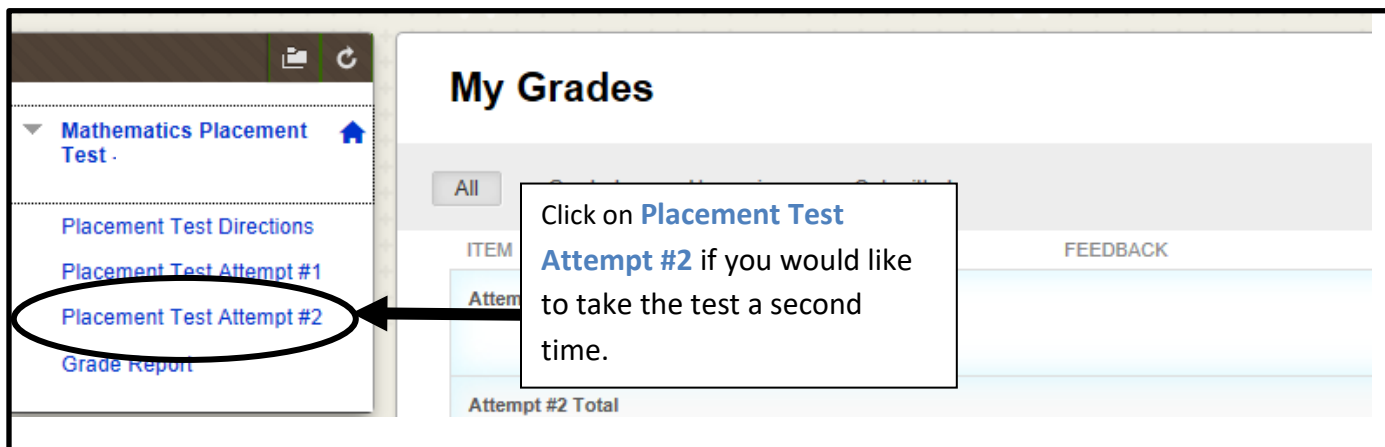 Mathematics Placement
Test -
Placement Test Directions
Placement Test Attempt #1
Placement Test Attempt #2
Grade Report
My Grades
All
Click on Placement Test
Attempt #2 if you would like
to take the test a second
time.
ITEM
FEEDBACK
Attempt #2 Total